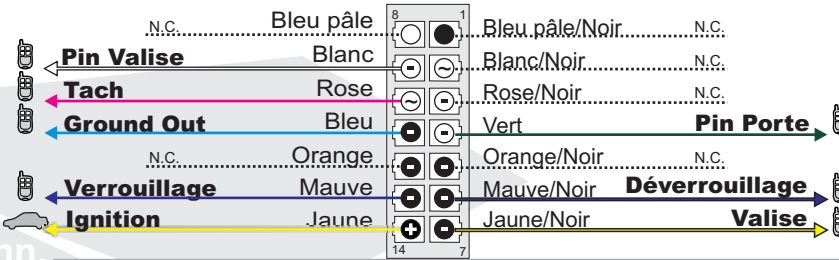 8 1
N.C. Bleu pâle Bleu pâle/Noir N.C.
Pin Valise Blanc Blanc/Noir N.C.
Tach Rose Rose/Noir N.C.
Ground Out Bleu Vert Pin Porte
N.C. Orange Orange/Noir N.C.
Verrouillage Mauve Mauve/Noir Déverrouillage
Ignition Jaune Jaune/Noir Valise
14 7